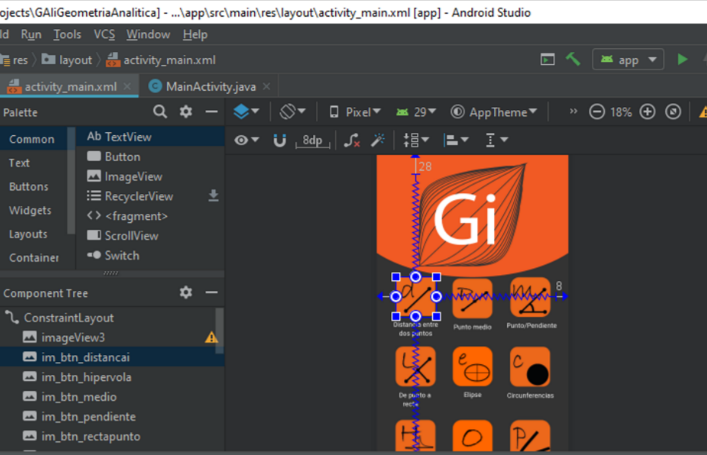 ojects\GAliGeometriaAnalitica] - ...\app\src\main\res\layout\activity_main.xml [app] - Android Studio
ld Run Tools VCS Window Help
res layout activity_main.xml
app
activity_main.xml MainActivity.java
Palette
Pixel 29 AppTheme 18%
Common
Text
Buttons
Widgets
Layouts
Container
Ab TextView
Button
ImageView
RecyclerView
<> <fragment>
ScrollView
Switch
8dp
28
Gi
8
Component Tree
ConstraintLayout
imageView3
im_btn_distancai
im_btn_hipervola
im_btn_medio
im_btn_pendiente
im_btn_rectapunto
d
P
m
Distancia entre
dos puntos
Punto medio
Punto/Pendiente
L
e
c
De punto a
recta
Elipse
Circunferencias
H
O
P